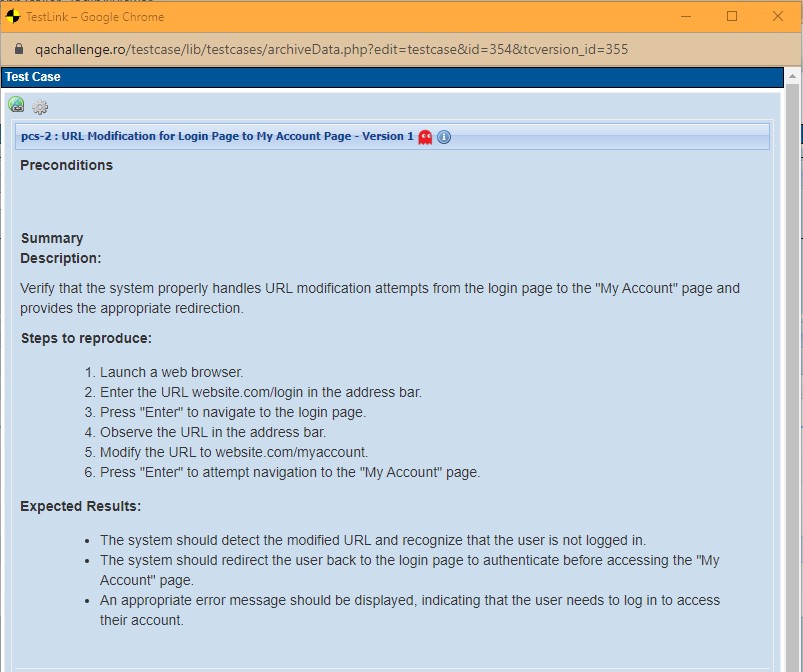 TestLink – Google Chrome
qachallenge.ro/testcase/lib/testcases/archiveData.php?edit=testcase&id=354&tcversion_id=355
Test Case
pcs-2 : URL Modification for Login Page to My Account Page - Version 1
Preconditions
Summary
Description:
Verify that the system properly handles URL modification attempts from the login page to the "My Account" page and
provides the appropriate redirection.
Steps to reproduce:
1. Launch a web browser.
2. Enter the URL website.com/login in the address bar.
3. Press "Enter" to navigate to the login page.
4. Observe the URL in the address bar.
5. Modify the URL to website.com/myaccount.
6. Press "Enter" to attempt navigation to the "My Account" page.
Expected Results:
• The system should detect the modified URL and recognize that the user is not logged in.
• The system should redirect the user back to the login page to authenticate before accessing the "My
Account" page.
• An appropriate error message should be displayed, indicating that the user needs to log in to access
their account.